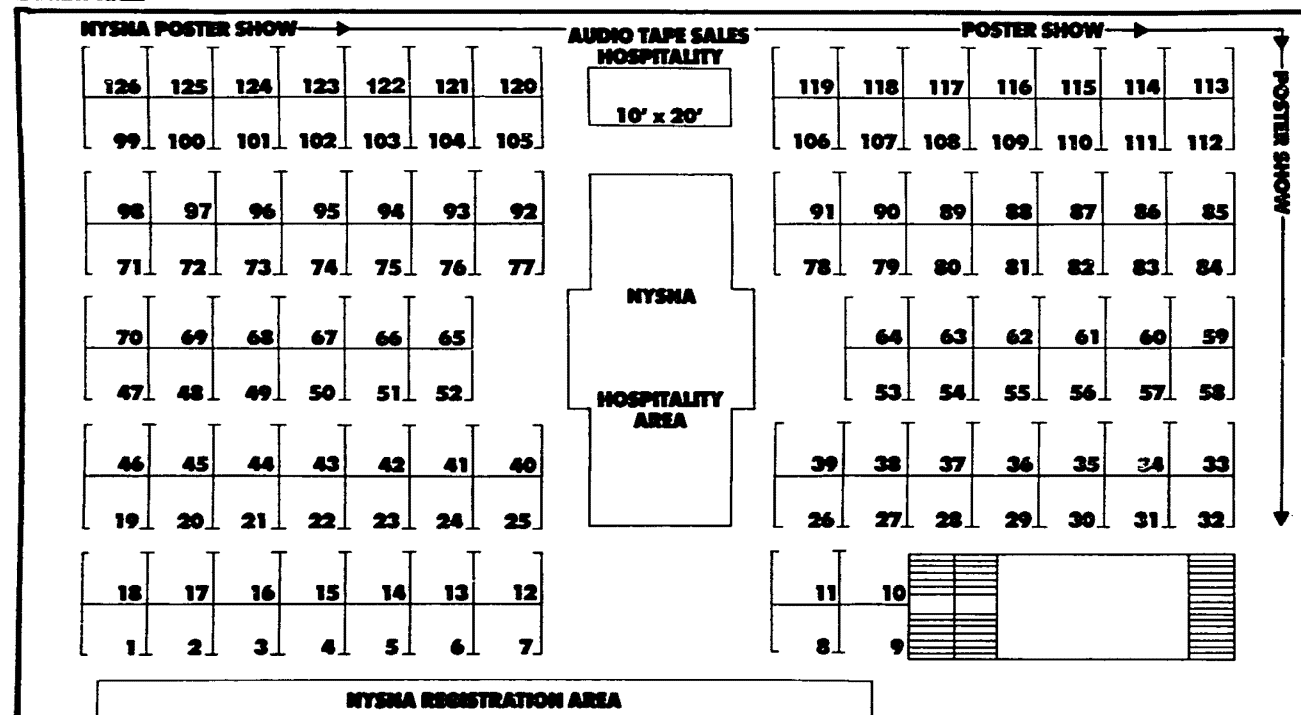 NYSNA POSTER SHOW
AUDIO TAPE SALES
HOSPITALITY
POSTER SHOW
POSTER SHOW
126 125 124 123 122 121 120
10' x 20'
119 118 117 116 115 114 113
99 100 101 102 103 104 105
106 107 108 109 110 111 112
98 97 96 95 94 93 92
91 90 89 88 87 86 85
71 72 73 74 75 76 77
78 79 80 81 82 83 84
NYSNA
70 69 68 67 66 65
64 63 62 61 60 59
47 48 49 50 51 52
53 54 55 56 57 58
HOSPITALITY
AREA
46 45 44 43 42 41 40
39 38 37 36 35 34 33
19 20 21 22 23 24 25
26 27 28 29 30 31 32
18 17 16 15 14 13 12
11 10
1 2 3 4 5 6 7
8 9
NYSNA REGISTRATION AREA